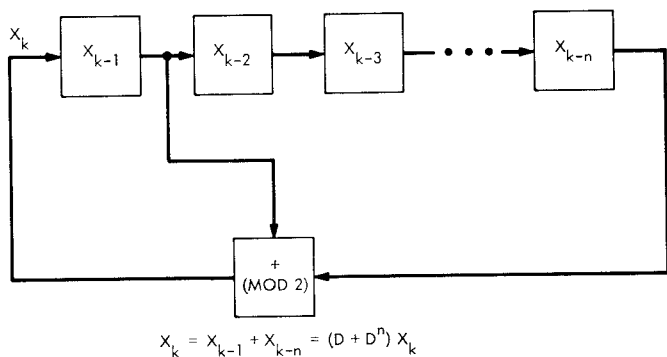 X_k
X_{k-1}
X_{k-2}
X_{k-3}
X_{k-n}
+
(MOD 2)
X_k = X_{k-1} + X_{k-n} = (D + D^n) X_k